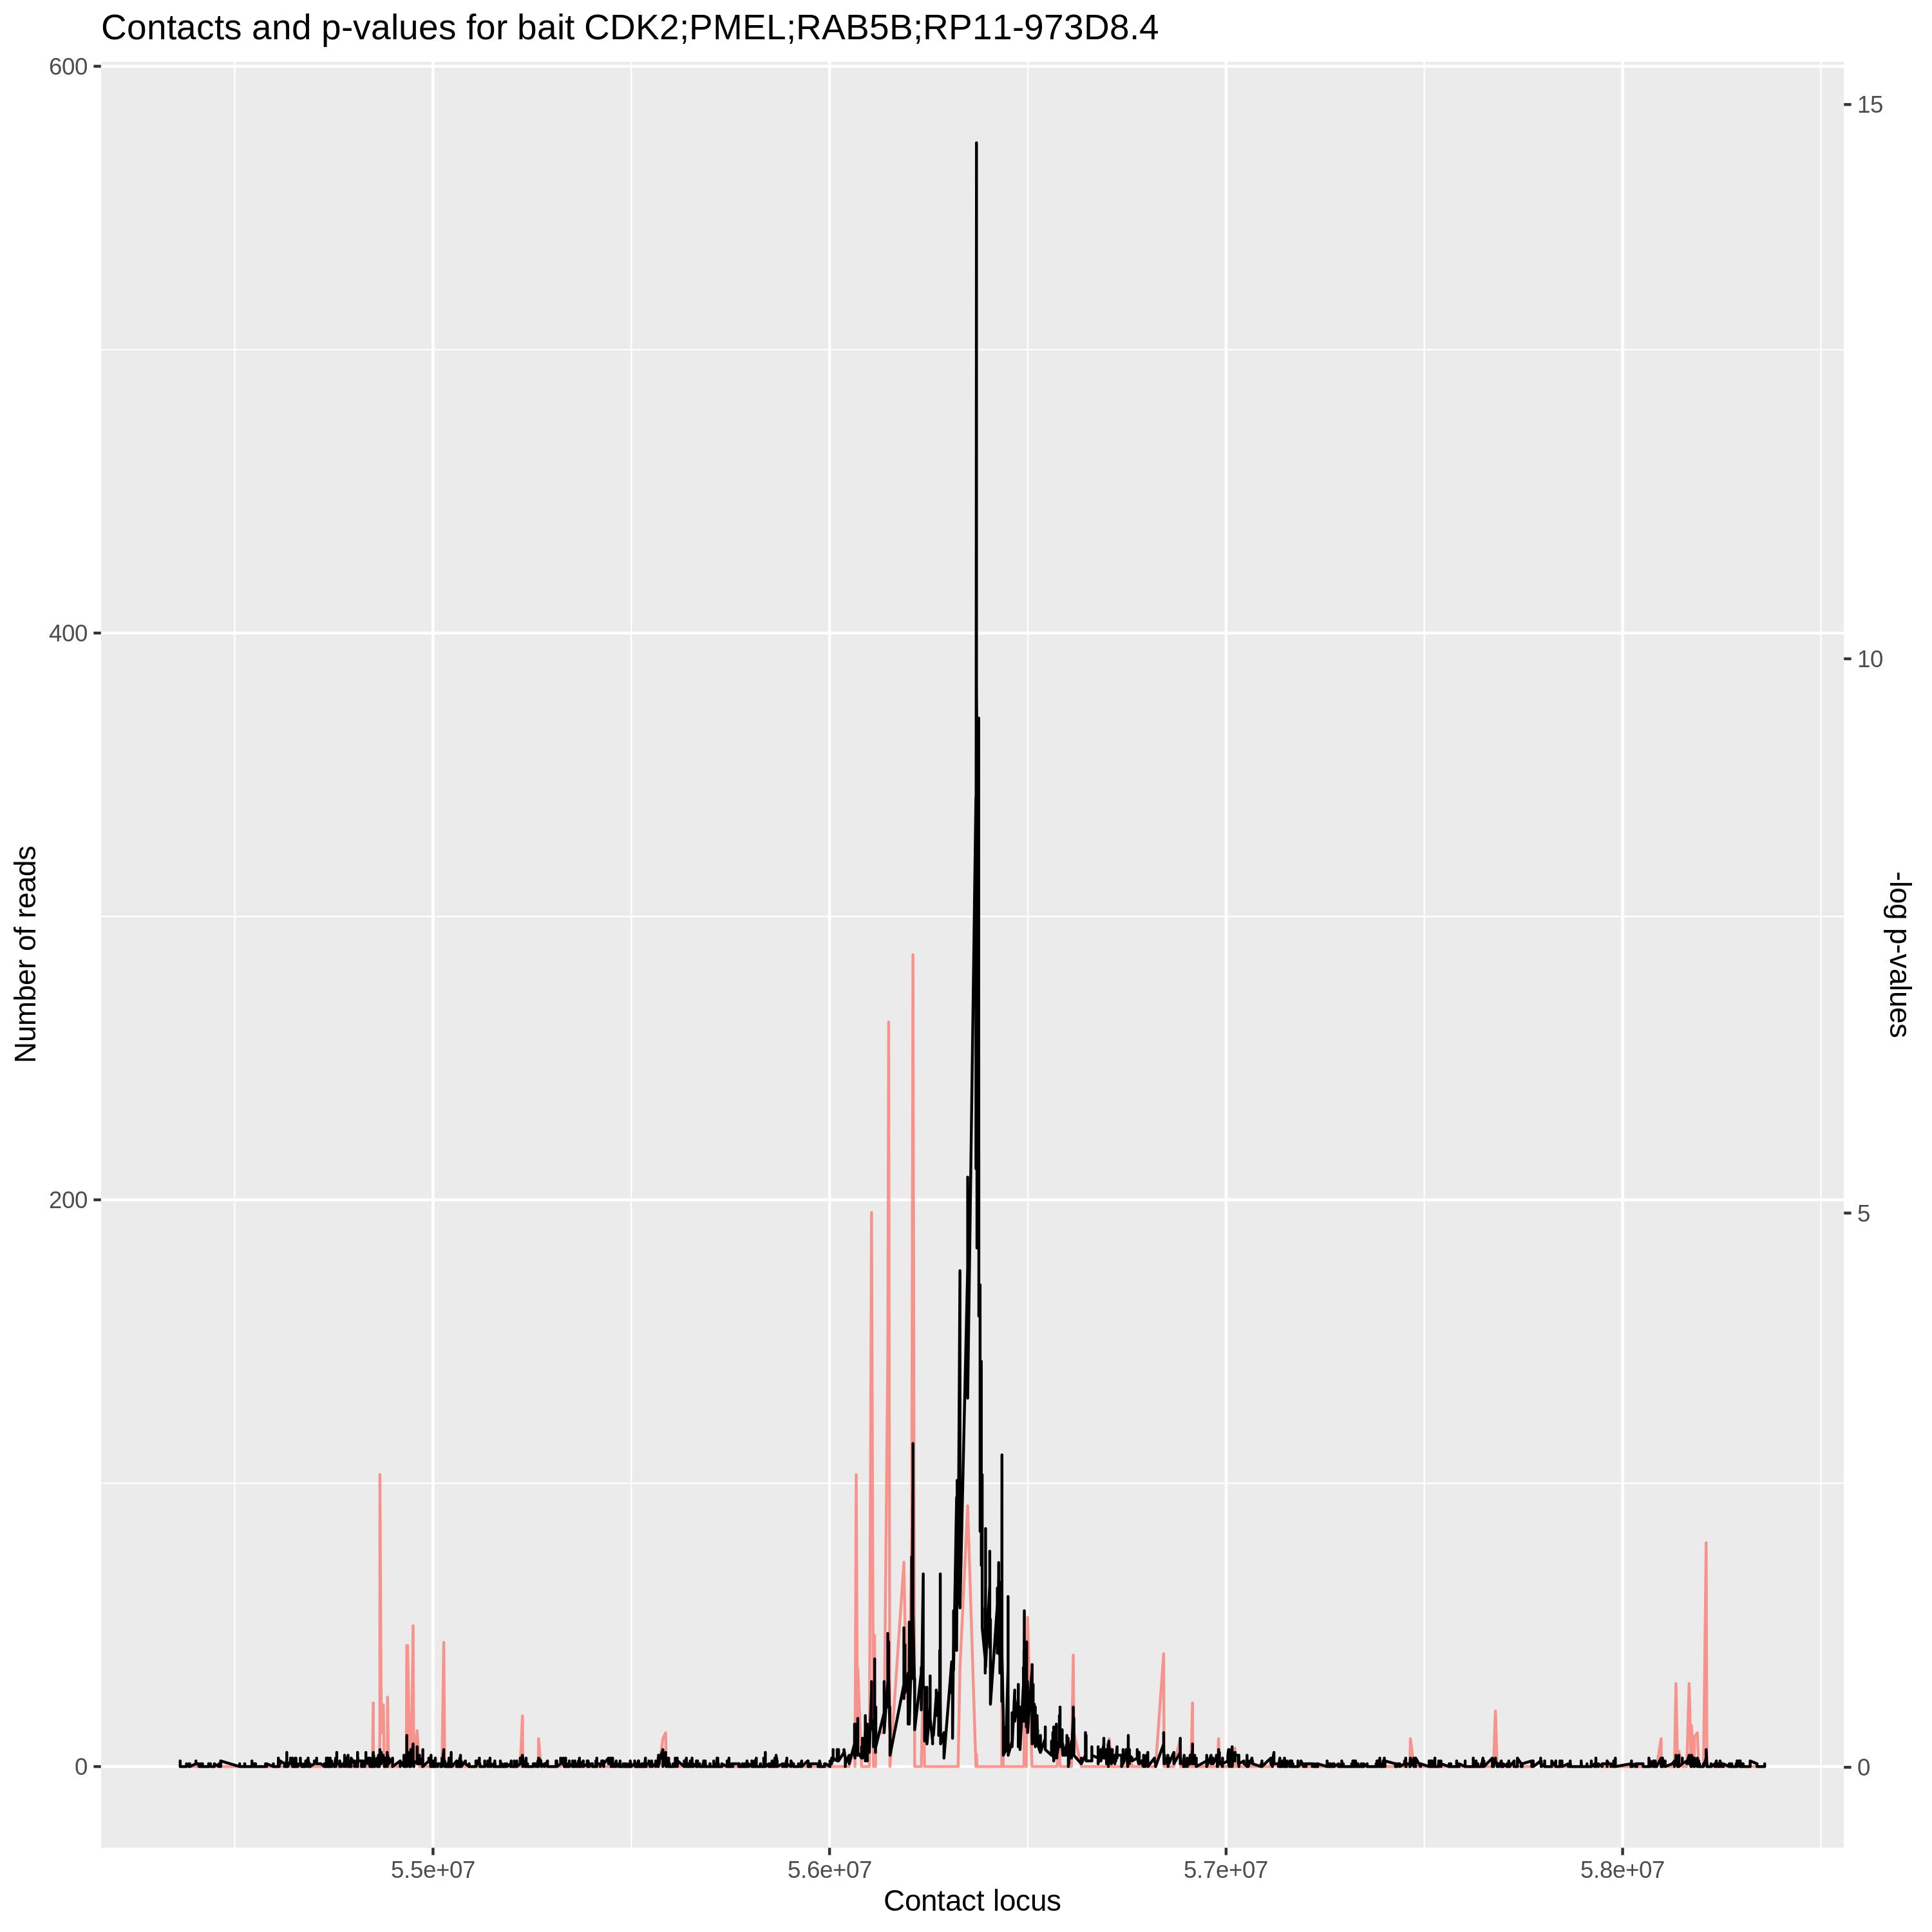 Contacts and p-values for bait CDK2;PMEL;RAB5B;RP11-973D8.4
600
400
200
0
15
10
5
0
Number of reads
-log p-values
5.5e+07
5.6e+07
5.7e+07
5.8e+07
Contact locus